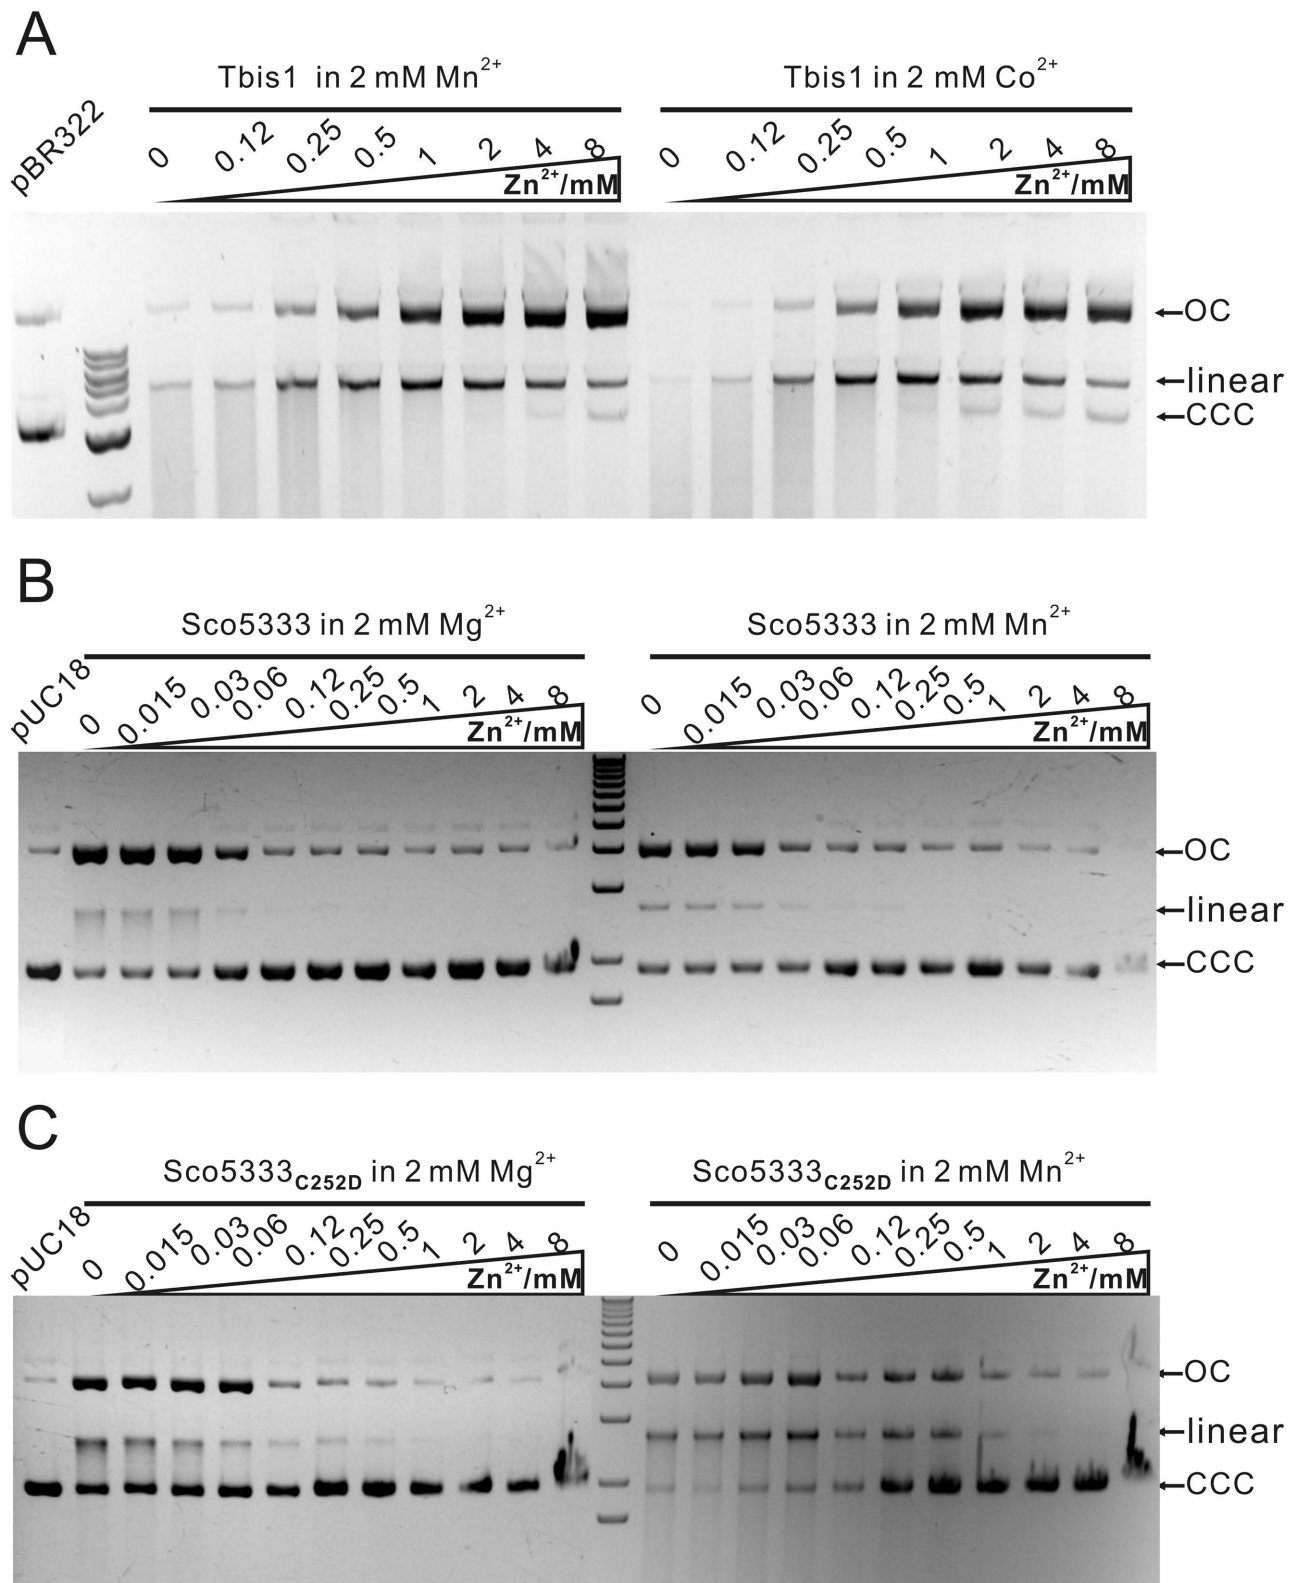 A
Tbis1 in 2 mM Mn²⁺
Tbis1 in 2 mM Co²⁺
pBR322
0 0.12 0.25 0.5 1 2 4 8
0 0.12 0.25 0.5 1 2 4 8
Zn²⁺/mM
Zn²⁺/mM
OC
linear
CCC
B
Sco5333 in 2 mM Mg²⁺
Sco5333 in 2 mM Mn²⁺
pUC18
0 0.015 0.03 0.06 0.12 0.25 0.5 1 2 4 8
0 0.015 0.03 0.06 0.12 0.25 0.5 1 2 4 8
Zn²⁺/mM
Zn²⁺/mM
OC
linear
CCC
C
Sco5333C252D in 2 mM Mg²⁺
Sco5333C252D in 2 mM Mn²⁺
pUC18
0 0.015 0.03 0.06 0.12 0.25 0.5 1 2 4 8
0 0.015 0.03 0.06 0.12 0.25 0.5 1 2 4 8
Zn²⁺/mM
Zn²⁺/mM
OC
linear
CCC